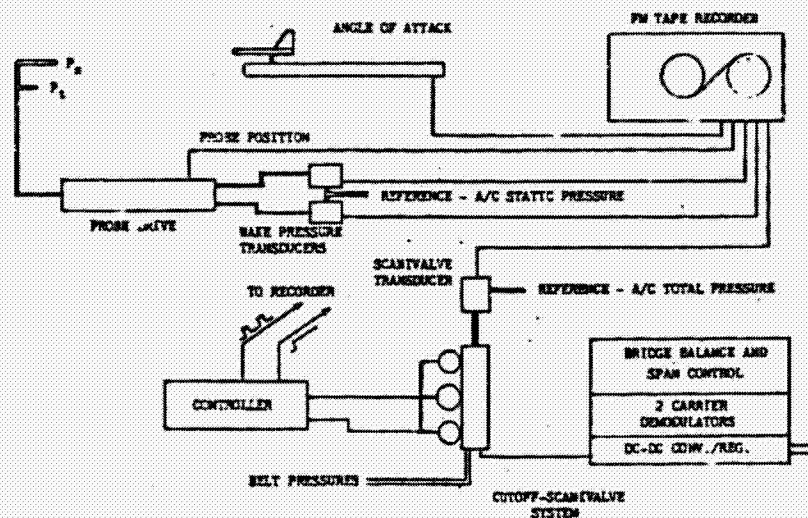 FM TAPE RECORDER
ANGLE OF ATTACK
P_s
P_t
PROBE POSITION
REFERENCE - A/C STATIC PRESSURE
PROBE DRIVE
WAKE PRESSURE
TRANSDUCERS
SCANIVALVE
TRANSDUCER
TO RECORDER
REFERENCE - A/C TOTAL PRESSURE
BRIDGE BALANCE AND
SPAN CONTROL
CONTROLLER
2 CARRIER
DEMODULATORS
DC-DC CONV./REG.
BELT PRESSURES
CUTOFF-SCANIVALVE
SYSTEM